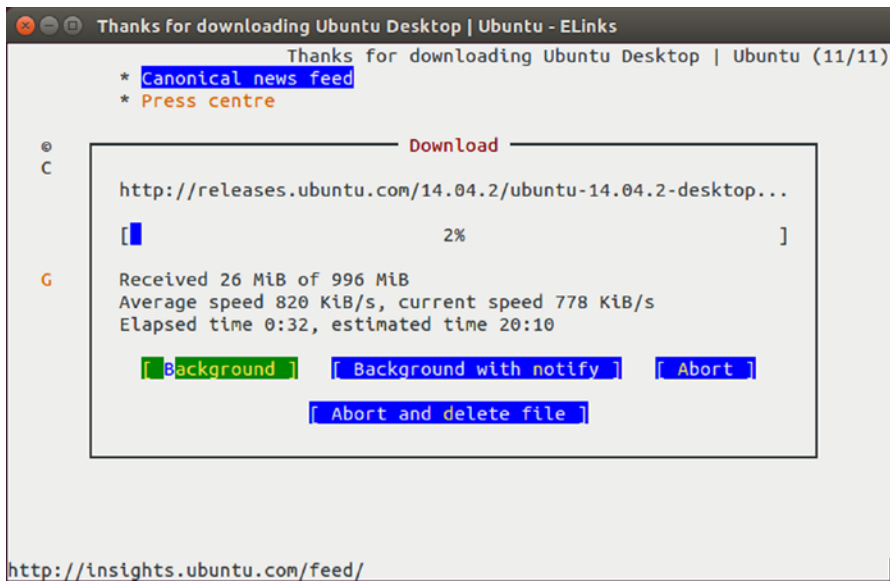 Thanks for downloading Ubuntu Desktop | Ubuntu - ELinks
Thanks for downloading Ubuntu Desktop | Ubuntu (11/11)
* Canonical news feed
* Press centre
©
C
Download
http://releases.ubuntu.com/14.04.2/ubuntu-14.04.2-desktop...
[ 2% ]
G
Received 26 MiB of 996 MiB
Average speed 820 KiB/s, current speed 778 KiB/s
Elapsed time 0:32, estimated time 20:10
[ Background ] [ Background with notify ] [ Abort ]
[ Abort and delete file ]
http://insights.ubuntu.com/feed/